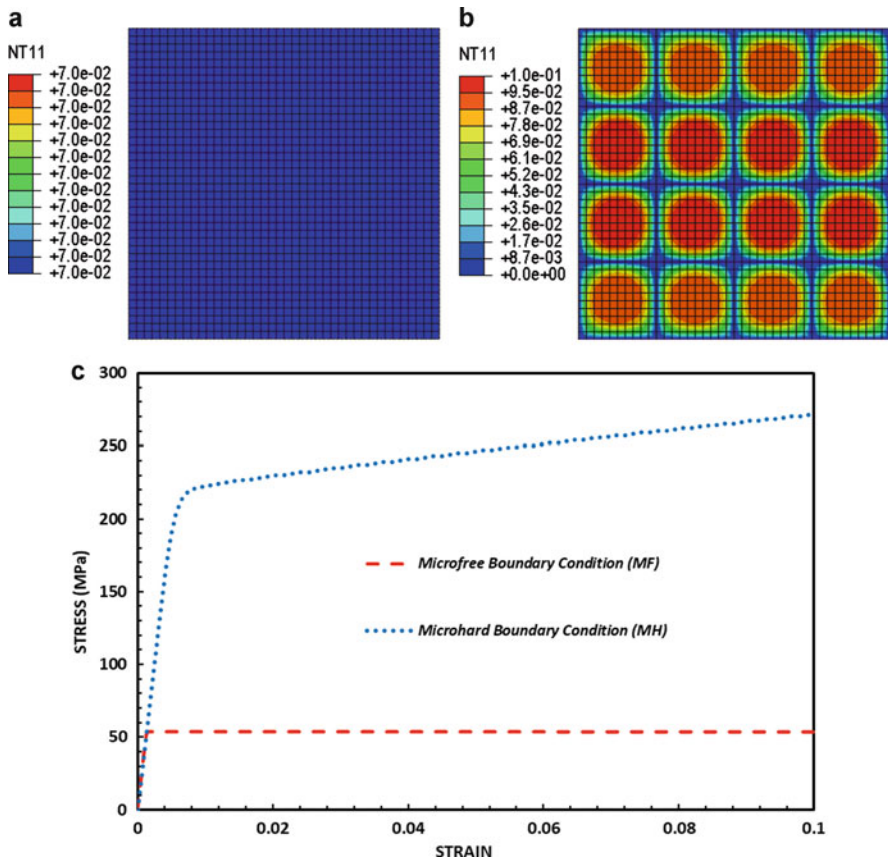 a
NT11
+7.0e-02
+7.0e-02
+7.0e-02
+7.0e-02
+7.0e-02
+7.0e-02
+7.0e-02
+7.0e-02
+7.0e-02
+7.0e-02
+7.0e-02
+7.0e-02
+7.0e-02
b
NT11
+1.0e-01
+9.5e-02
+8.7e-02
+7.8e-02
+6.9e-02
+6.1e-02
+5.2e-02
+4.3e-02
+3.5e-02
+2.6e-02
+1.7e-02
+8.7e-03
+0.0e+00
c
300
250
200
150
100
50
0
STRESS (MPa)
Microfree Boundary Condition (MF)
Microhard Boundary Condition (MH)
0
0.02
0.04
0.06
0.08
0.1
STRAIN